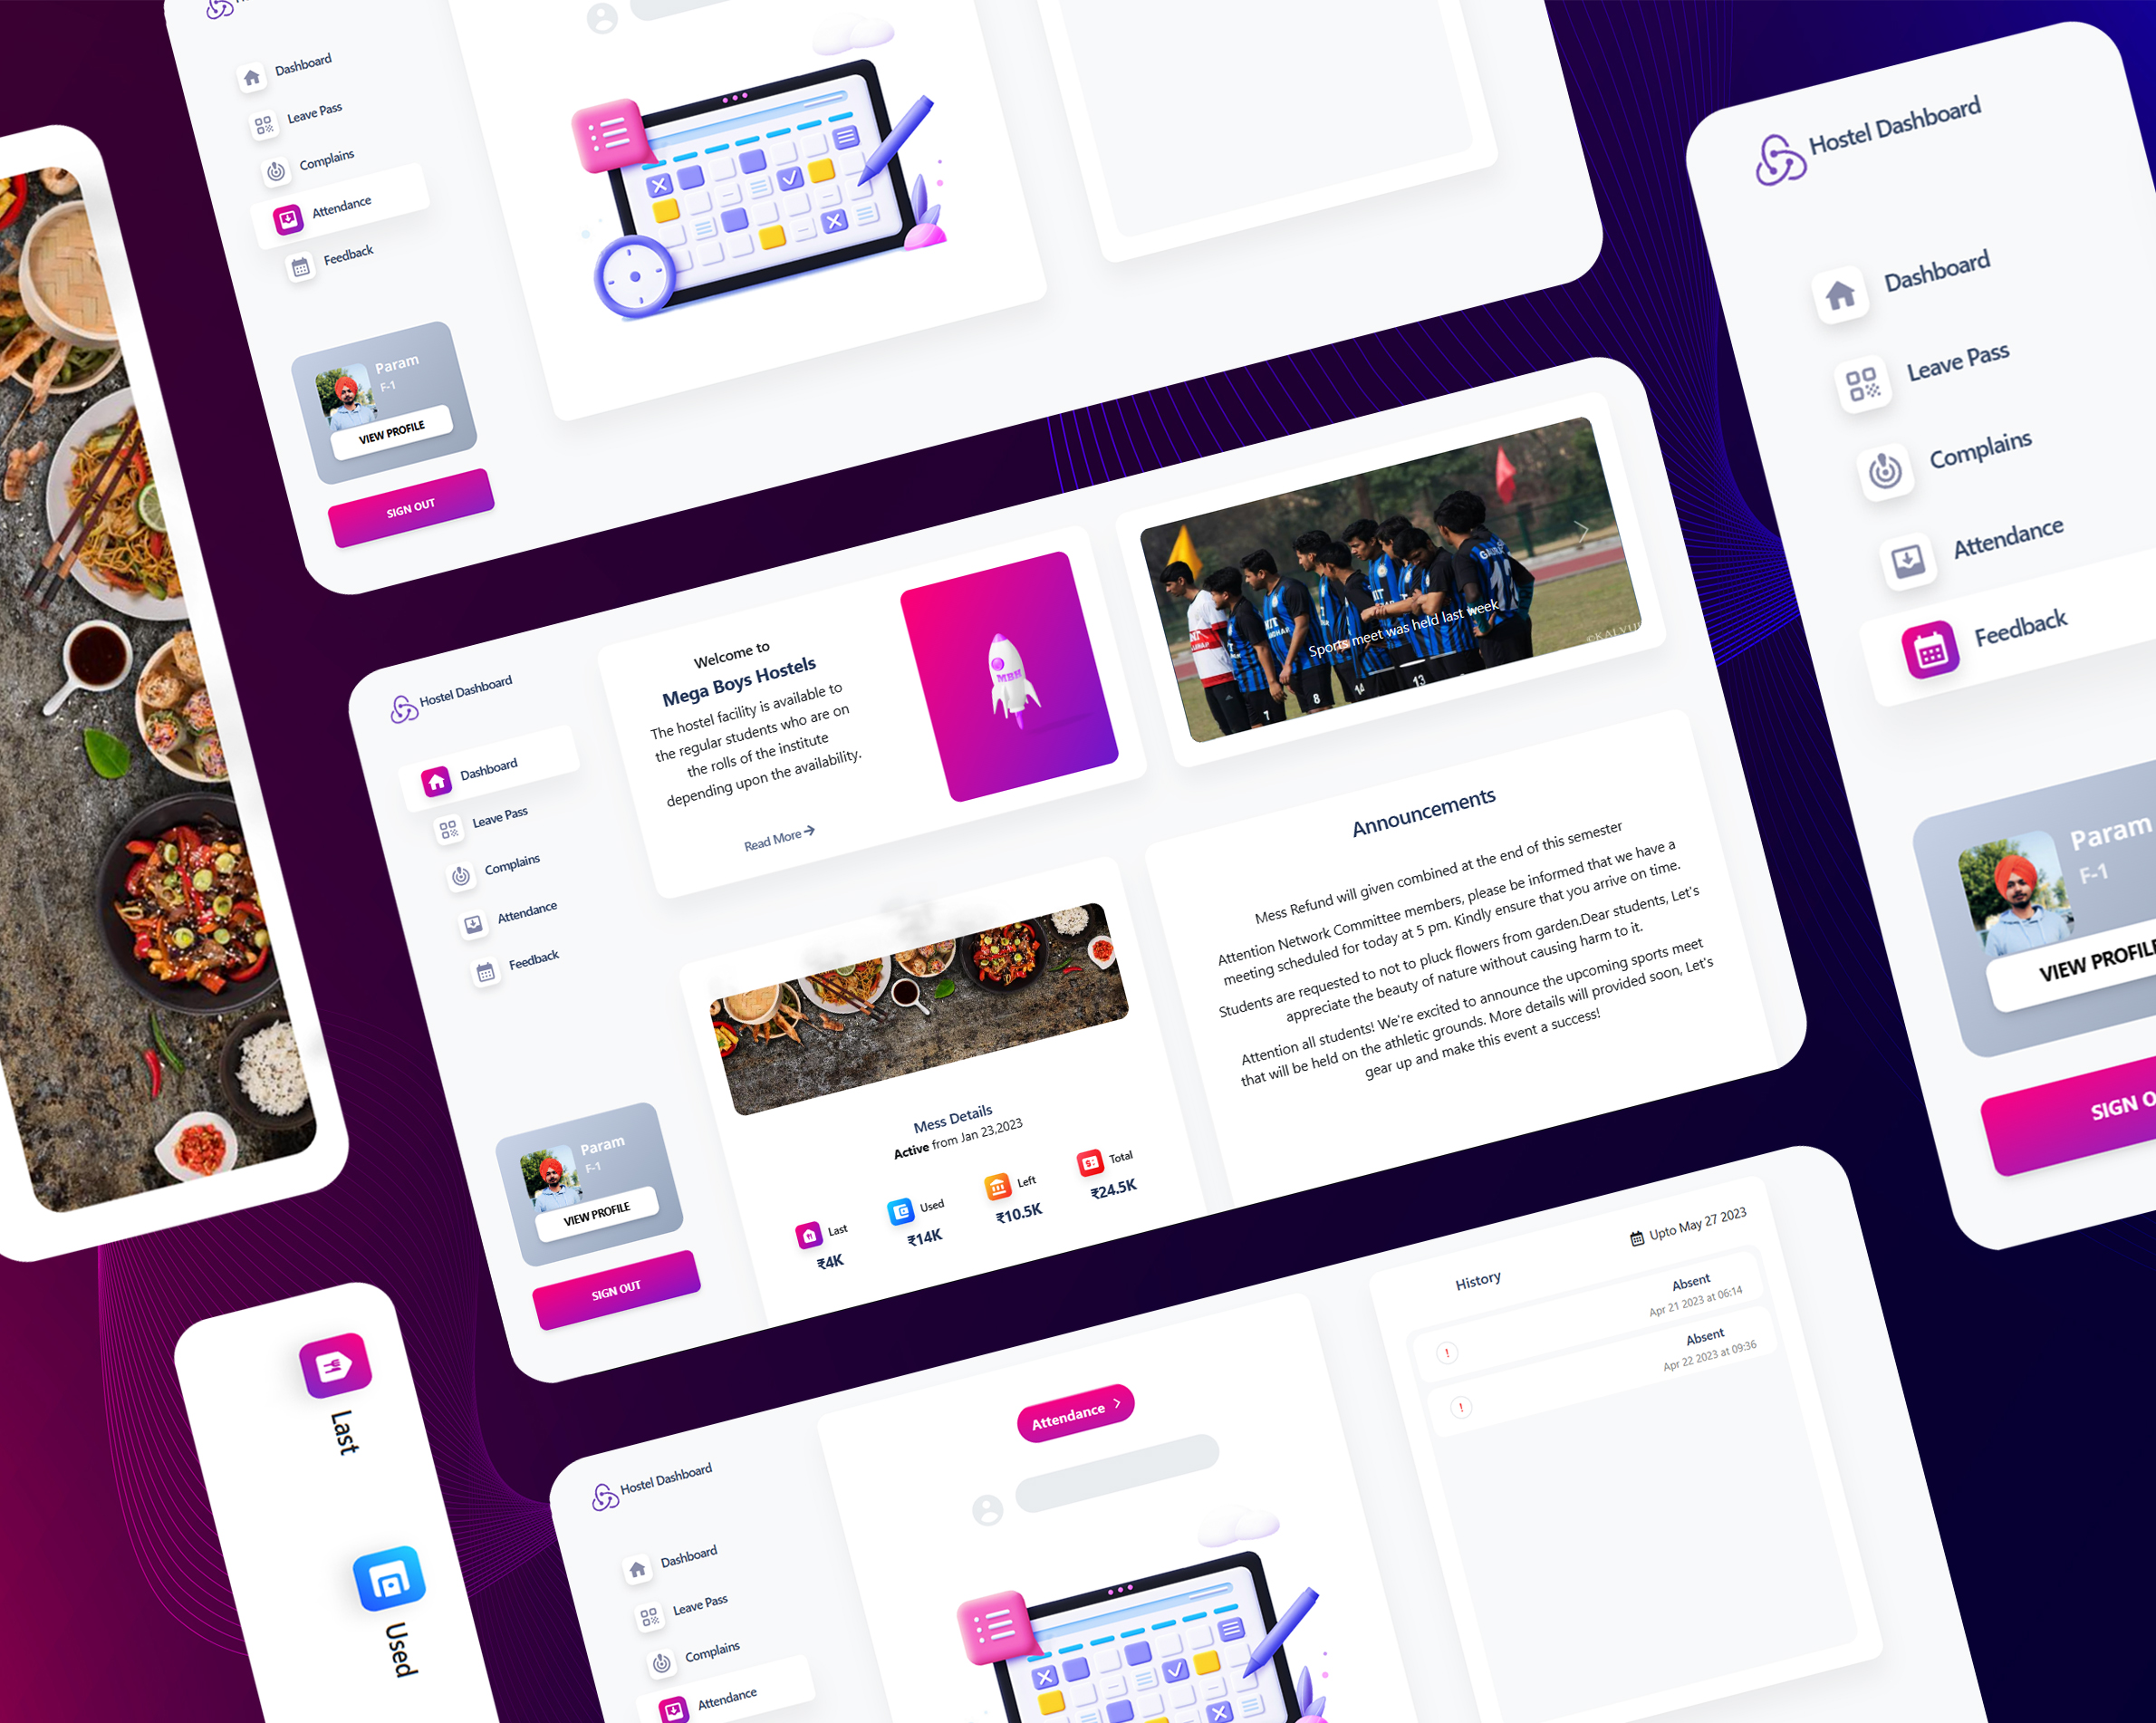 Dashboard
Leave Pass
Complains
Attendance
Feedback
Param
F-1
VIEW PROFILE
SIGN OUT
Hostel Dashboard
Dashboard
Leave Pass
Complains
Attendance
Feedback
Param
F-1
VIEW PROFILE
SIGN OUT
Welcome to
Mega Boys Hostels
The hostel facility is available to
the regular students who are on
the rolls of the institute
depending upon the availability.
Read More
MBH
Sports meet was held last week
7
8
14
13
12
Mess Details
Active from Jan 23,2023
Last
₹4K
Used
₹14K
Left
₹10.5K
Total
₹24.5K
Announcements
Mess Refund will given combined at the end of this semester
Attention Network Committee members, please be informed that we have a
meeting scheduled for today at 5 pm. Kindly ensure that you arrive on time.
Students are requested to not to pluck flowers from garden.Dear students, Let's
appreciate the beauty of nature without causing harm to it.
Attention all students! We're excited to announce the upcoming sports meet
that will be held on the athletic grounds. More details will provided soon, Let's
gear up and make this event a success!
Hostel Dashboard
Dashboard
Leave Pass
Complains
Attendance
Feedback
Param
F-1
VIEW PROFILE
SIGN O
Last
Used
Hostel Dashboard
Dashboard
Leave Pass
Complains
Attendance
Attendance
History
Upto May 27 2023
Absent
Apr 21 2023 at 06:14
Absent
Apr 22 2023 at 09:36